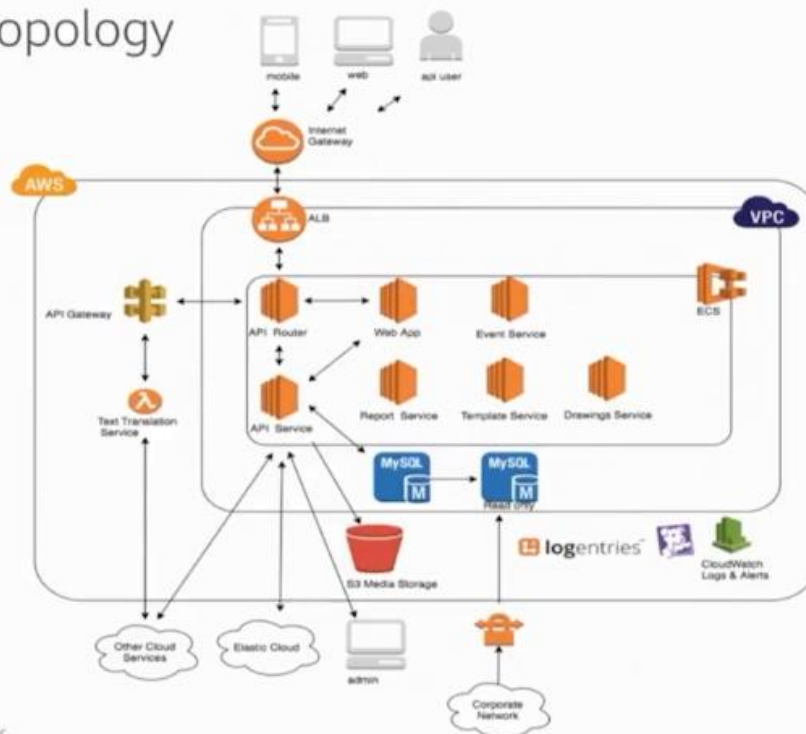 opology
mobile
web
api user
Internet
Gateway
AWS
ALB
VPC
API Gateway
API Router
Web App
Event Service
ECS
Text Translation
Service
API Service
Report Service
Template Service
Drawings Service
MySQL
M
MySQL
M
Read only
logentries
S3 Media Storage
CloudWatch
Logs & Alerts
Other Cloud
Services
Elastic Cloud
admin
Corporate
Network